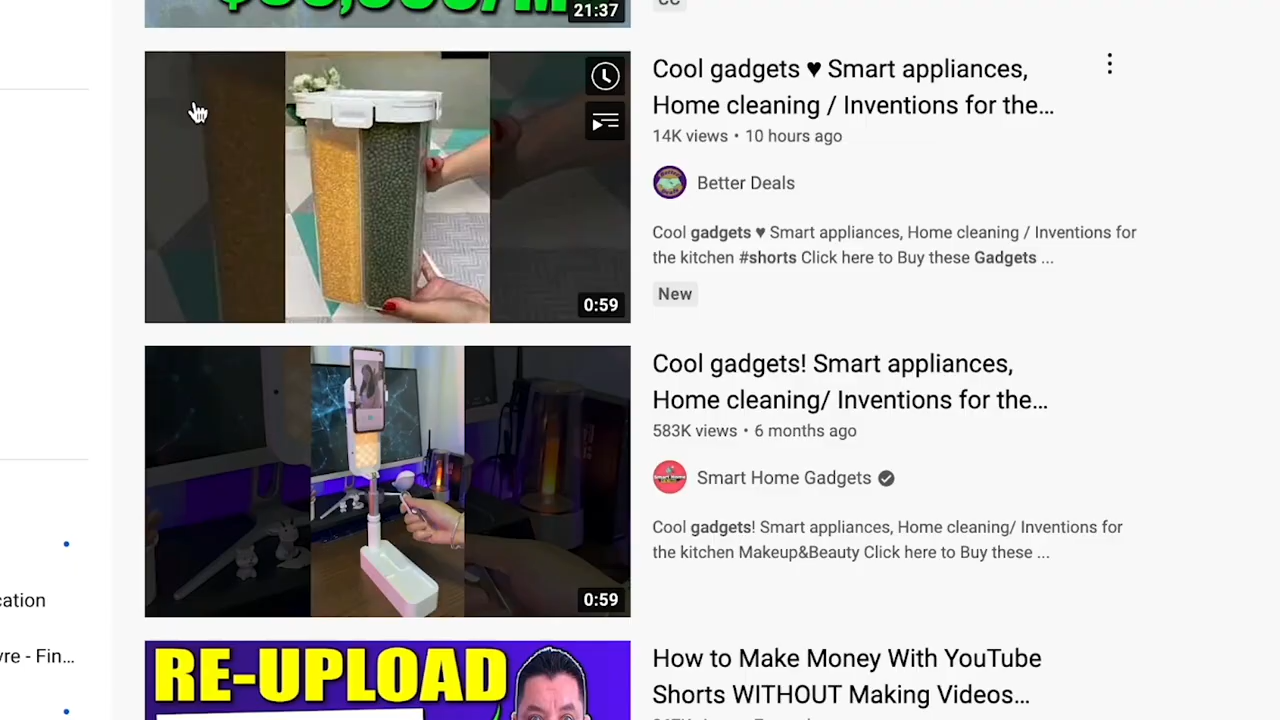 21:37
CC
Cool gadgets ♥ Smart appliances,
Home cleaning / Inventions for the...
14K views • 10 hours ago
Better Deals
Cool gadgets ♥ Smart appliances, Home cleaning / Inventions for
the kitchen #shorts Click here to Buy these Gadgets ...
New
0:59
Cool gadgets! Smart appliances,
Home cleaning/ Inventions for the...
583K views • 6 months ago
Smart Home Gadgets
Cool gadgets! Smart appliances, Home cleaning/ Inventions for
the kitchen Makeup&Beauty Click here to Buy these ...
0:59
cation
yre - Fin...
RE-UPLOAD
How to Make Money With YouTube
Shorts WITHOUT Making Videos...